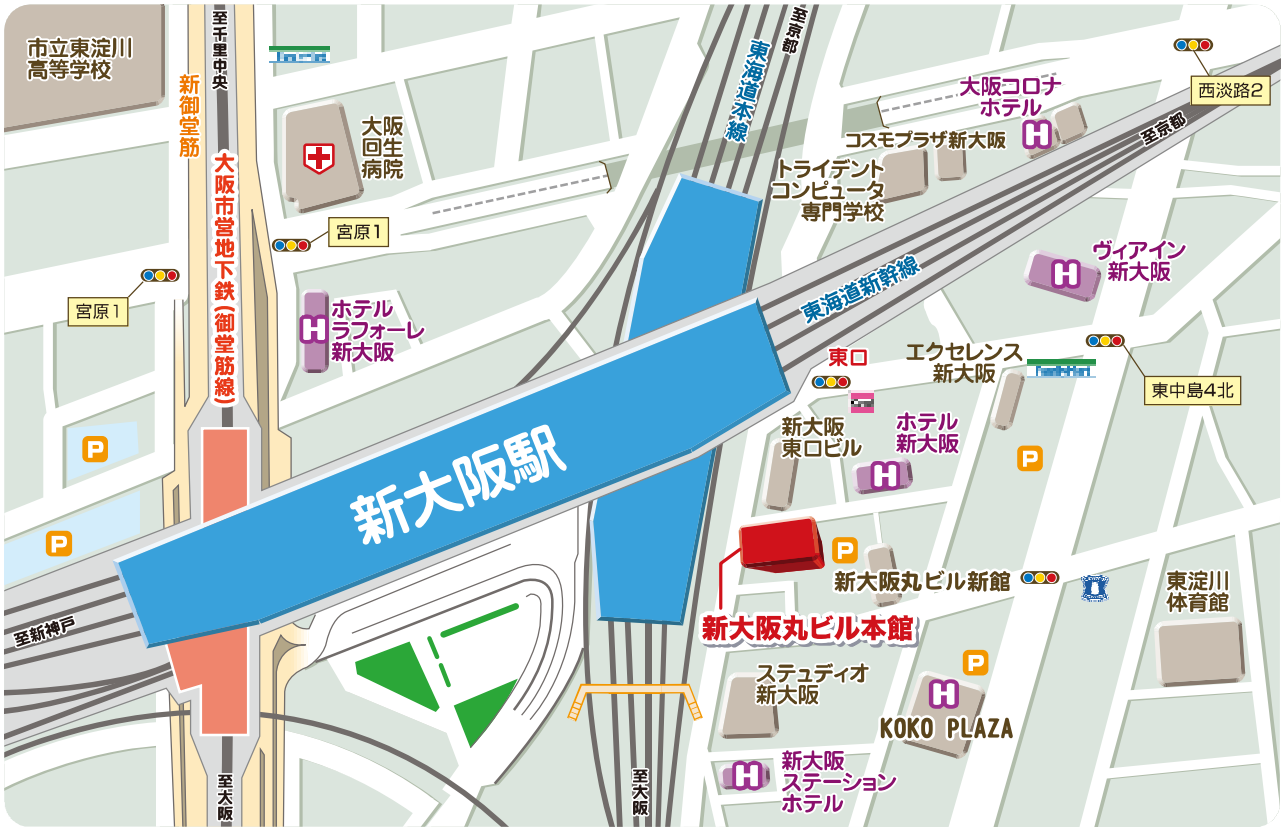 市立東淀川
高等学校
至千里中央
新御堂筋
大阪市営地下鉄(御堂筋線)
大阪
回生
病院
宮原1
宮原1
ホテル
ラフォーレ
新大阪
東海道本線
至京都
大阪コロナ
ホテル
コスモプラザ新大阪
トライデント
コンピュータ
専門学校
西淡路2
至京都
東海道新幹線
ヴィアイン
新大阪
東口
エクセレンス
新大阪
東中島4北
新大阪
東口ビル
ホテル
新大阪
H
H
H
H
H
H
P
P
P
P
P
新大阪駅
新大阪丸ビル新館
新大阪丸ビル本館
東淀川
体育館
ステュディオ
新大阪
KOKO PLAZA
新大阪
ステーション
ホテル
至新神戸
至大阪
至大阪